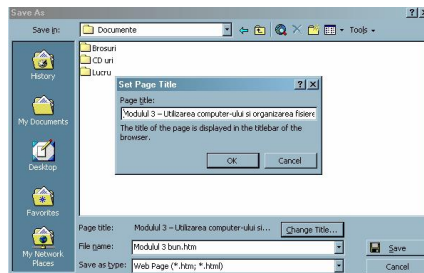 Save As
Save in:
Documente
Tools
Brosuri
CD uri
Lucru
History
My Documents
Desktop
Favorites
My Network
Places
Set Page Title
Page title:
Modulul 3 – Utilizarea computer-ului si organizarea fisiere
The title of the page is displayed in the titlebar of the
browser.
OK
Cancel
Page title:
Modulul 3 – Utilizarea computer-ului si...
Change Title...
File name:
Modulul 3 bun.htm
Save
Save as type:
Web Page (*.htm; *.html)
Cancel